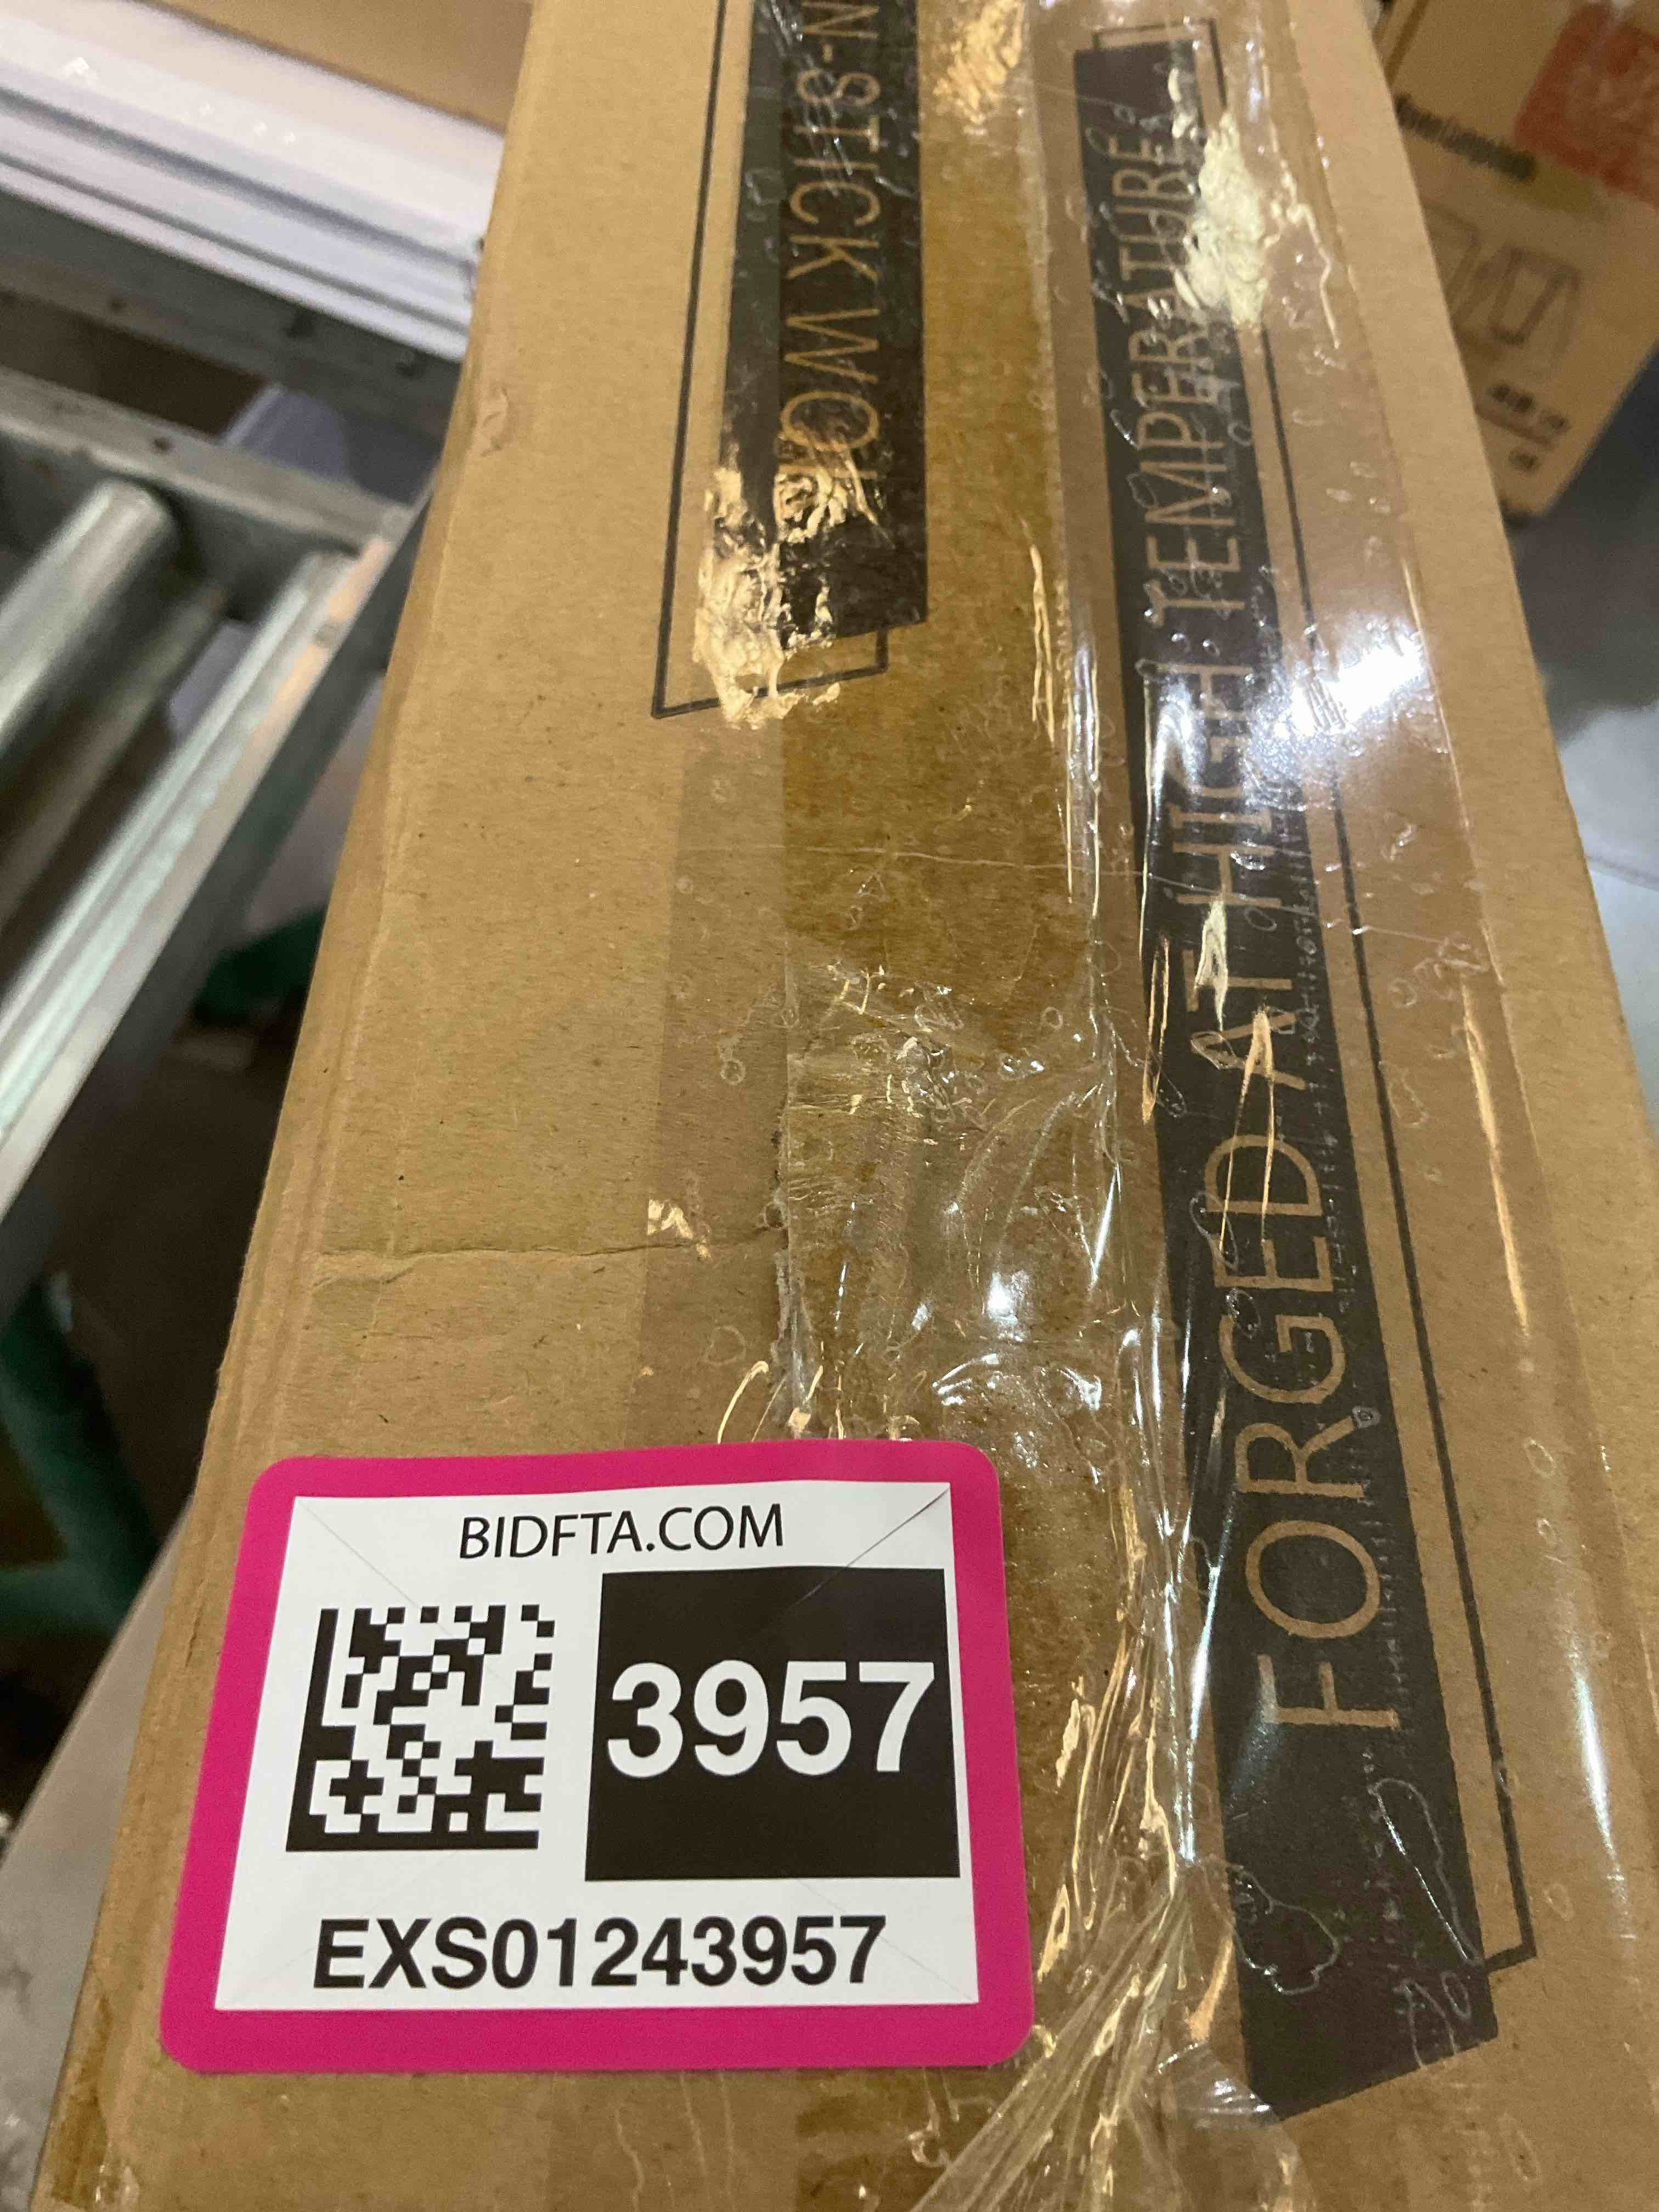 N-STICK WOK
FORGED AT HIGH TEMPERATURE
BIDFTA.COM
3957
EXS01243957